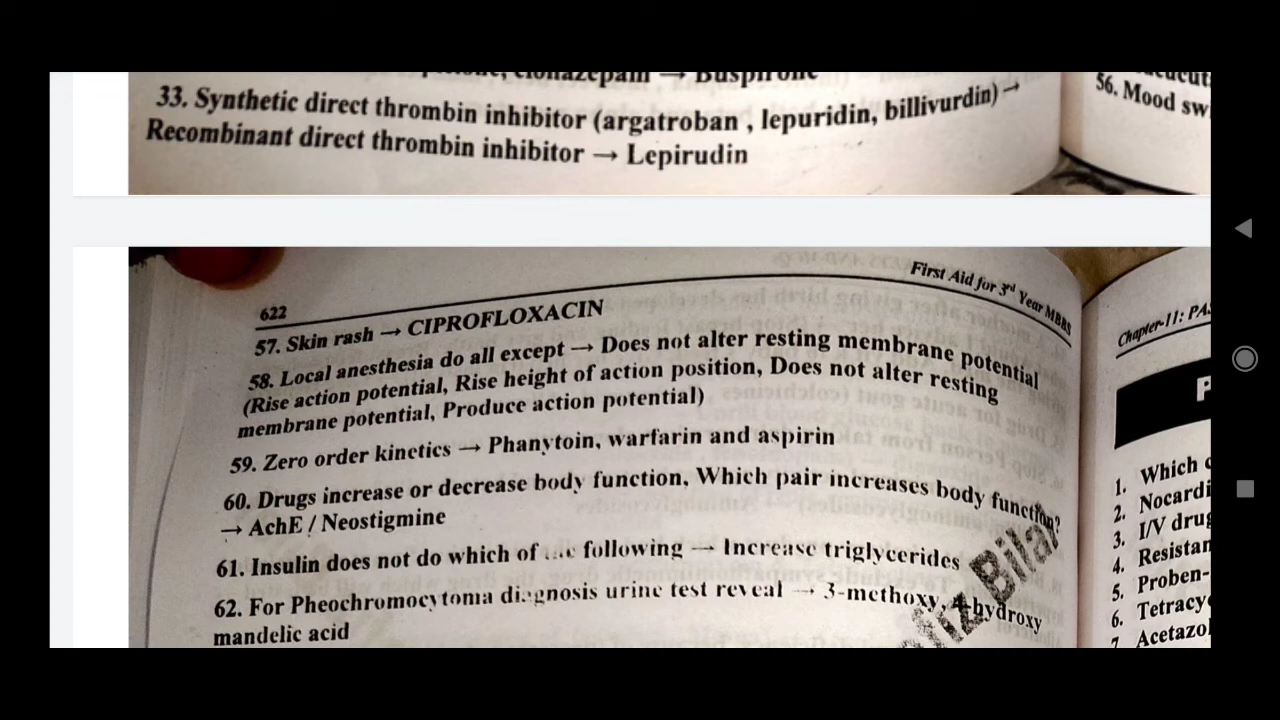 clonazepam → Buspirone
33. Synthetic direct thrombin inhibitor (argatroban , lepuridin, billivurdin) →
Recombinant direct thrombin inhibitor → Lepirudin
56. Mood sw
622
First Aid for 3rd Year MBBS
57. Skin rash → CIPROFLOXACIN
58. Local anesthesia do all except → Does not alter resting membrane potential
(Rise action potential, Rise height of action position, Does not alter resting
membrane potential, Produce action potential)
59. Zero order kinetics → Phanytoin, warfarin and aspirin
60. Drugs increase or decrease body function, Which pair increases body function?
→ AchE / Neostigmine
61. Insulin does not do which of the following → Increase triglycerides
62. For Pheochromocytoma diagnosis urine test reveal → 3-methoxy, 4-hydroxy
mandelic acid
Bilal
Chapter-11: PA
P
1. Which
2. Nocardi
3. I/V drug
4. Resistan
5. Proben-
6. Tetracyc
7. Acetazol